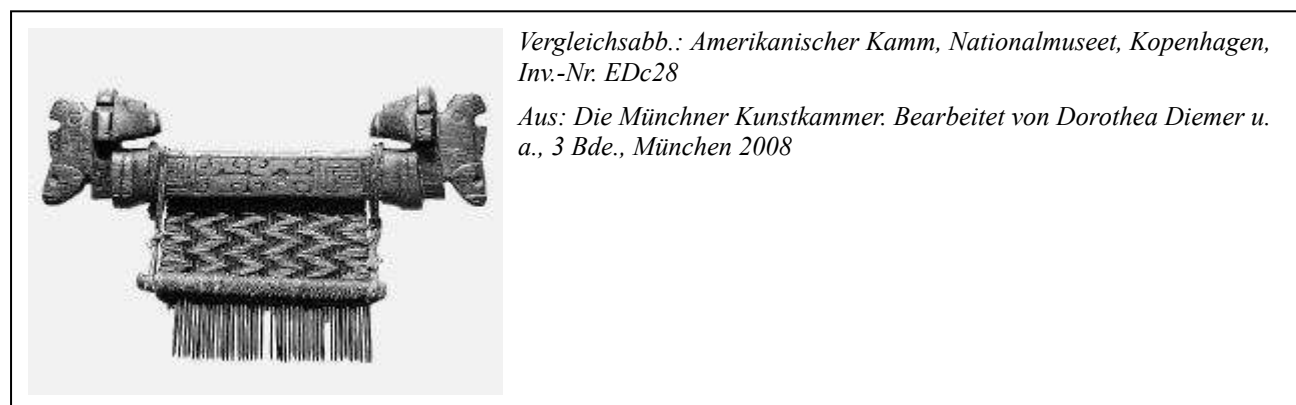 Vergleichsabb.: Amerikanischer Kamm, Nationalmuseet, Kopenhagen,
Inv.-Nr. EDc28
Aus: Die Münchner Kunstkammer. Bearbeitet von Dorothea Diemer u.
a., 3 Bde., München 2008